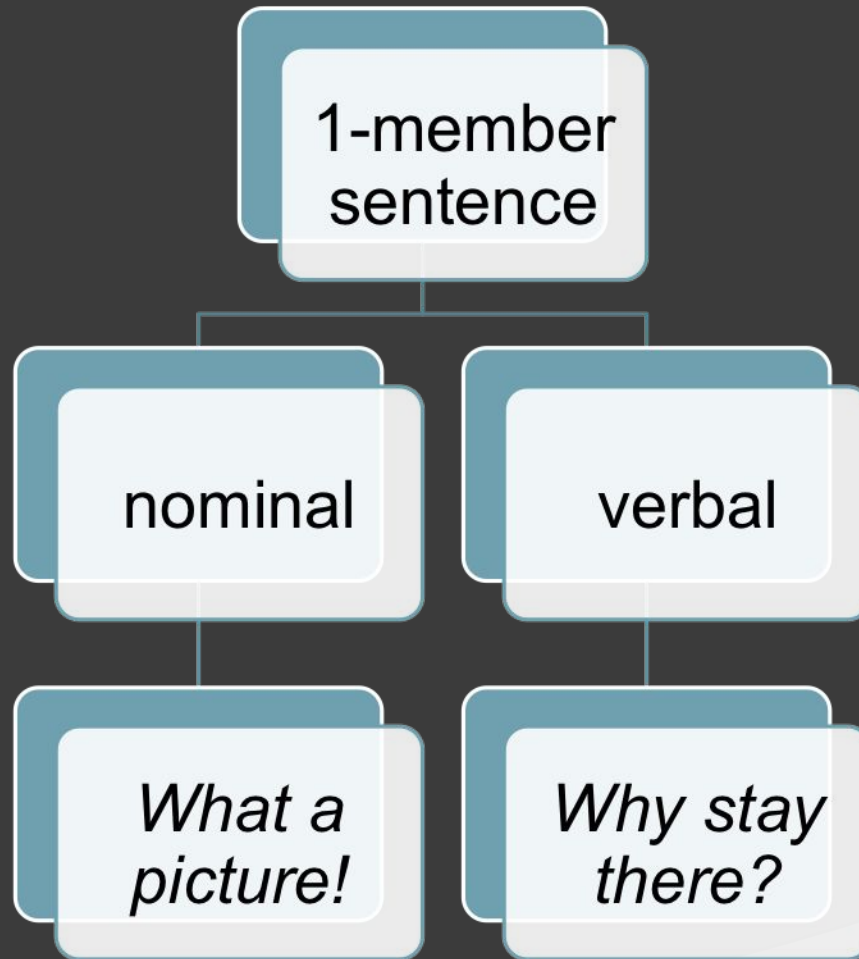 1-member
sentence
nominal
verbal
What a
picture!
Why stay
there?